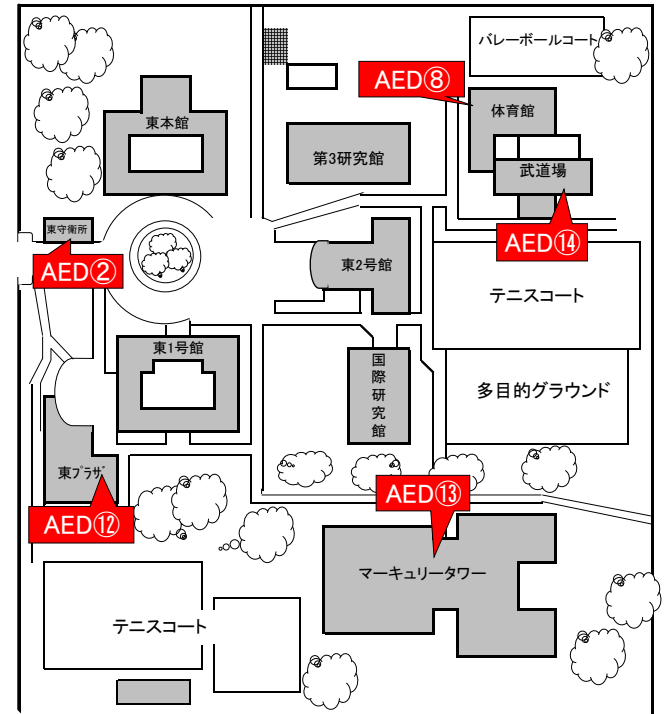 バレーボールコート
AED⑧
体育館
東本館
第3研究館
武道場
東守衛所
AED⑭
AED②
東2号館
テニスコート
東1号館
国際研究館
多目的グラウンド
東プラザ
AED⑬
AED⑫
マーキュリータワー
テニスコート